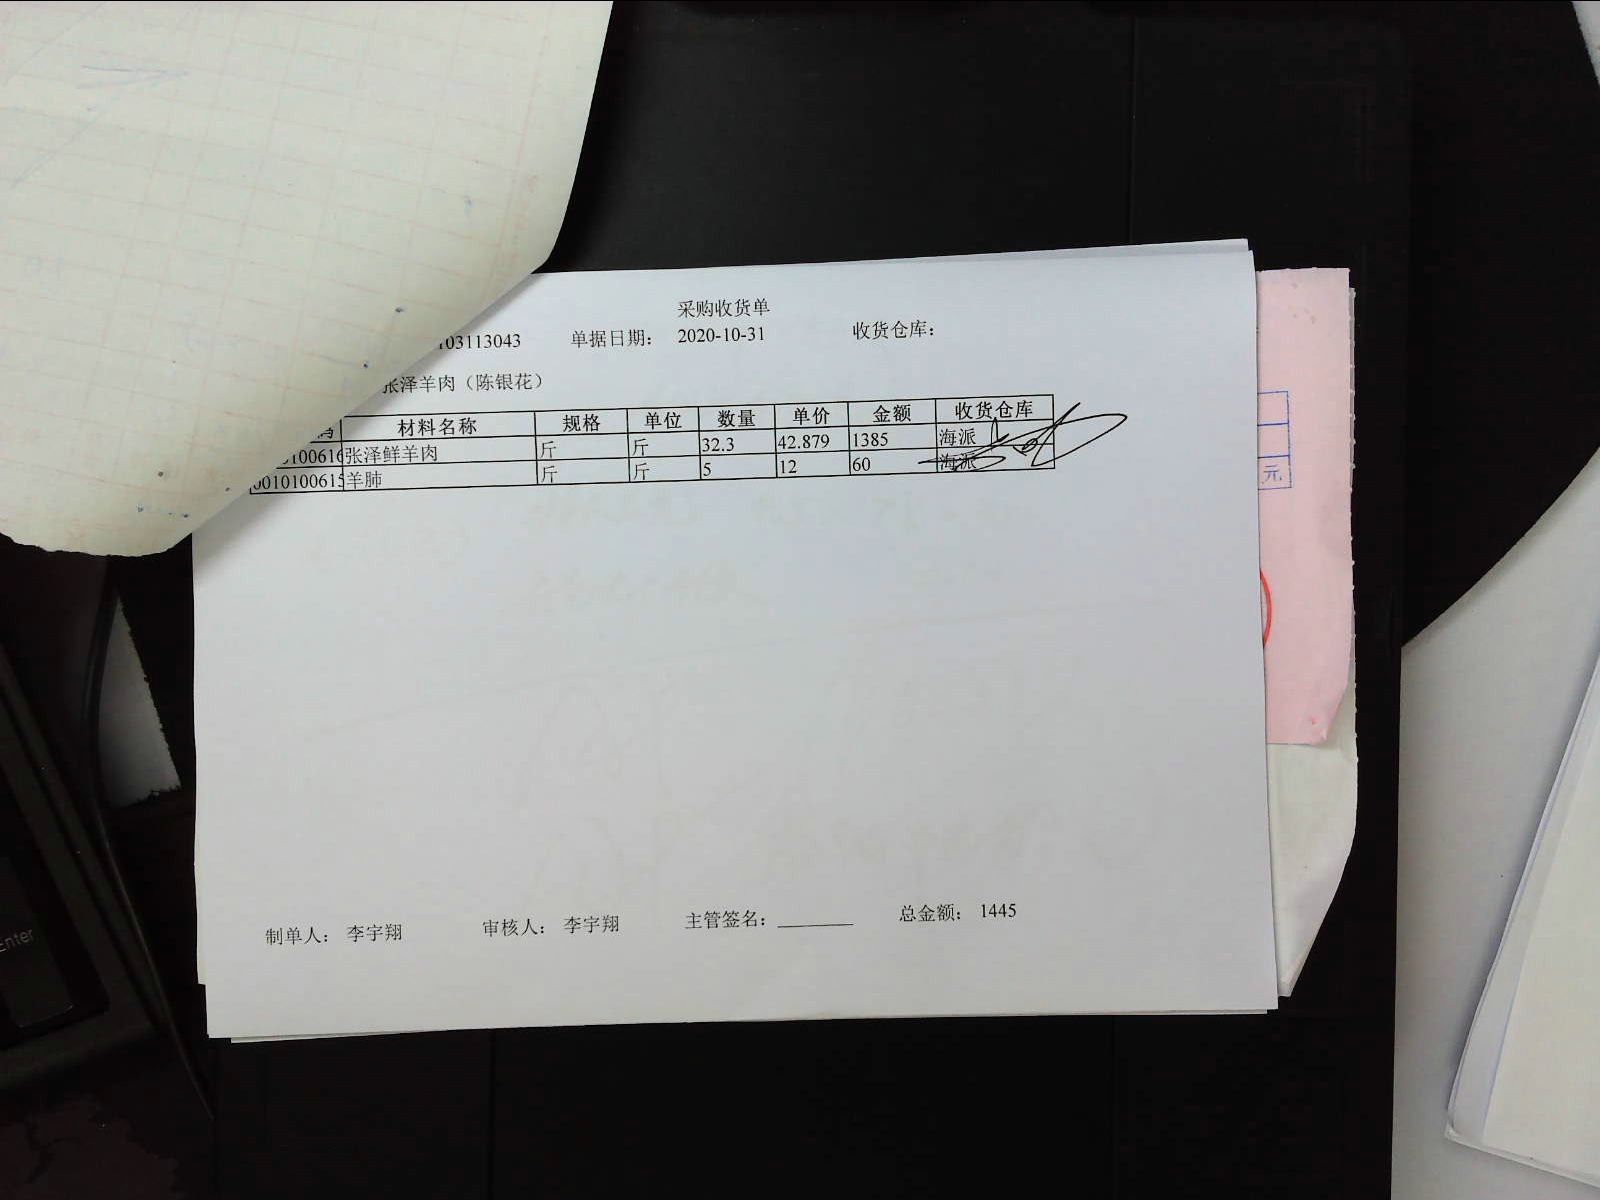 采购收货单
103113043 单据日期： 2020-10-31 收货仓库：
张泽羊肉（陈银花）
码 材料名称 规格 单位 数量 单价 金额 收货仓库
0100616 张泽鲜羊肉 斤 斤 32.3 42.879 1385 海派
0010100615 羊肺 斤 斤 5 12 60 海派
元
制单人： 李宇翔 审核人： 李宇翔 主管签名： 总金额： 1445
Enter